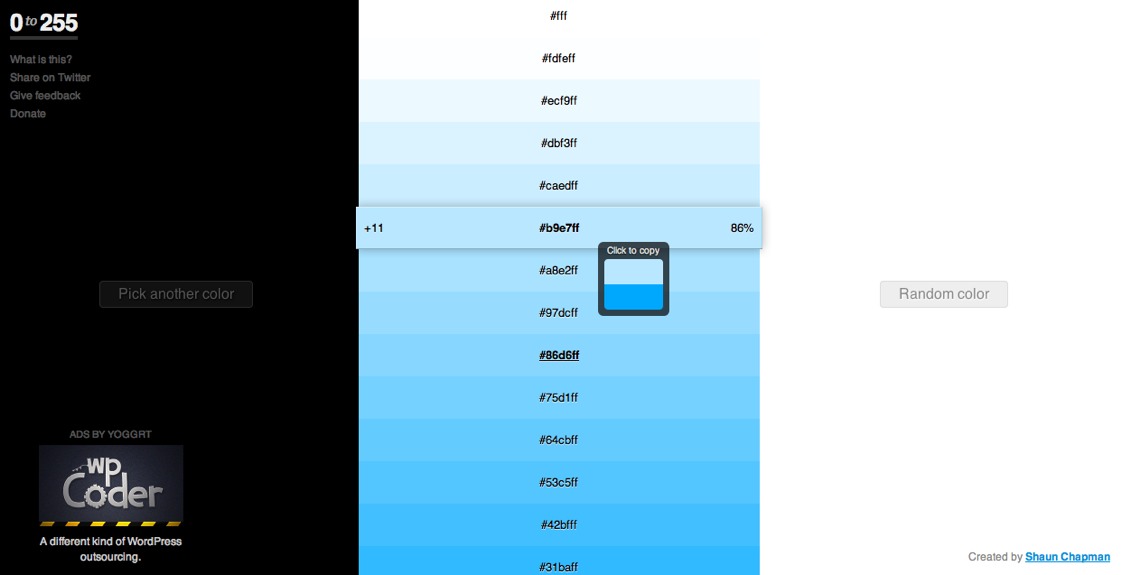 0 to 255
What is this?
Share on Twitter
Give feedback
Donate
Pick another color
ADS BY YOGGRT
wp
Coder
A different kind of WordPress
outsourcing.
#fff
#fdfeff
#ecf9ff
#dbf3ff
#caedff
+11 #b9e7ff 86%
Click to copy
#a8e2ff
#97dcff
#86d6ff
#75d1ff
#64cbff
#53c5ff
#42bfff
#31baff
Random color
Created by Shaun Chapman